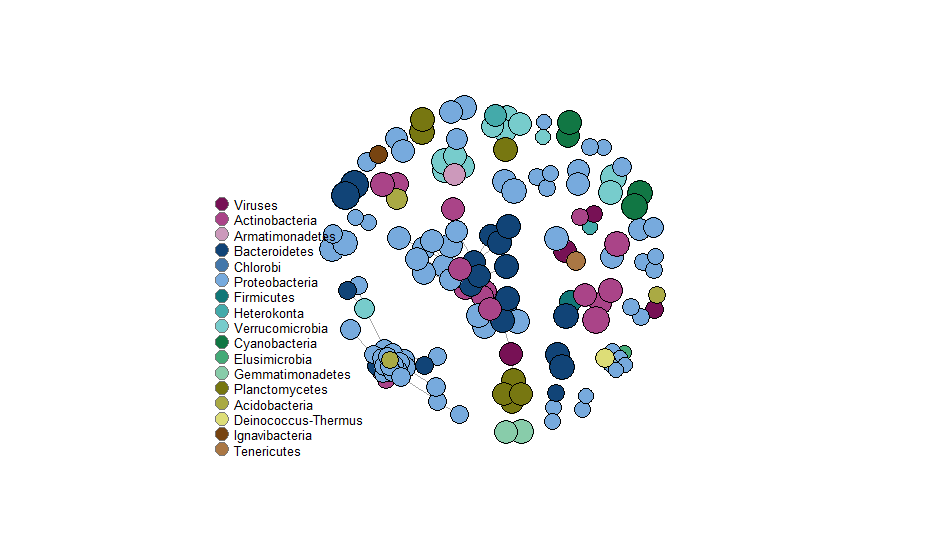 Viruses
Actinobacteria
Armatimonadetes
Bacteroidetes
Chlorobi
Proteobacteria
Firmicutes
Heterokonta
Verrucomicrobia
Cyanobacteria
Elusimicrobia
Gemmatimonadetes
Planctomycetes
Acidobacteria
Deinococcus-Thermus
Ignavibacteria
Tenericutes